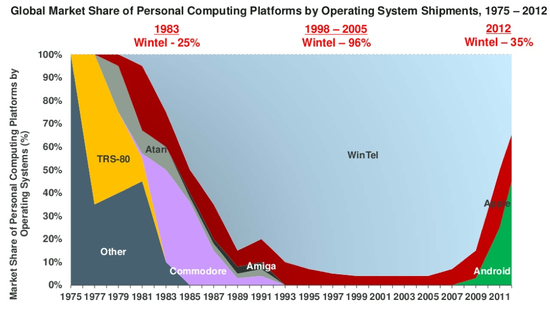 Global Market Share of Personal Computing Platforms by Operating System Shipments, 1975 – 2012
1983
Wintel - 25%
1998 – 2005
Wintel – 96%
2012
Wintel – 35%
Market Share of Personal Computing Platforms by
Operating Systems (%)
100%
90%
80%
70%
60%
50%
40%
30%
20%
10%
0%
TRS-80
Atari
WinTel
Apple
Other
Commodore
Amiga
Android
1975 1977 1979 1981 1983 1985 1987 1989 1991 1993 1995 1997 1999 2001 2003 2005 2007 2009 2011